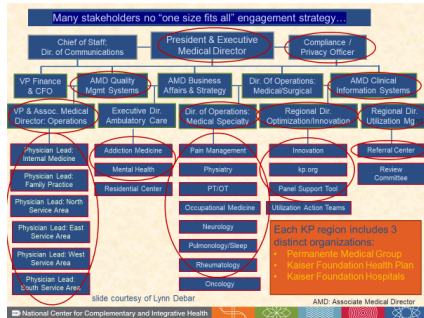 Many stakeholders no "one size fits all" engagement strategy…
Chief of Staff;
Dir. of Communications
President & Executive
Medical Director
Compliance /
Privacy Officer
VP Finance
& CFO
AMD Quality
Mgmt Systems
AMD Business
Affairs & Strategy
Dir. Of Operations:
Medical/Surgical
AMD Clinical
Information Systems
VP & Assoc. Medical
Director: Operations
Executive Dir.
Ambulatory Care
Dir. of Operations:
Medical Specialty
Regional Dir.
Optimization/Innovation
Regional Dir.
Utilization Mg
Physician Lead:
Internal Medicine
Physician Lead:
Family Practice
Physician Lead: North
Service Area
Physician Lead: East
Service Area
Physician Lead: West
Service Area
Physician Lead:
South Service Area
Addiction Medicine
Mental Health
Residential Center
Pain Management
Physiatry
PT/OT
Occupational Medicine
Neurology
Pulmonology/Sleep
Rheumatology
Oncology
Innovation
kp.org
Panel Support Tool
Utilization Action Teams
Referral Center
Review
Committee
Each KP region includes 3
distinct organizations:
• Permanente Medical Group
• Kaiser Foundation Health Plan
• Kaiser Foundation Hospitals
slide courtesy of Lynn Debar
AMD: Associate Medical Director
NIH National Center for Complementary and Integrative Health